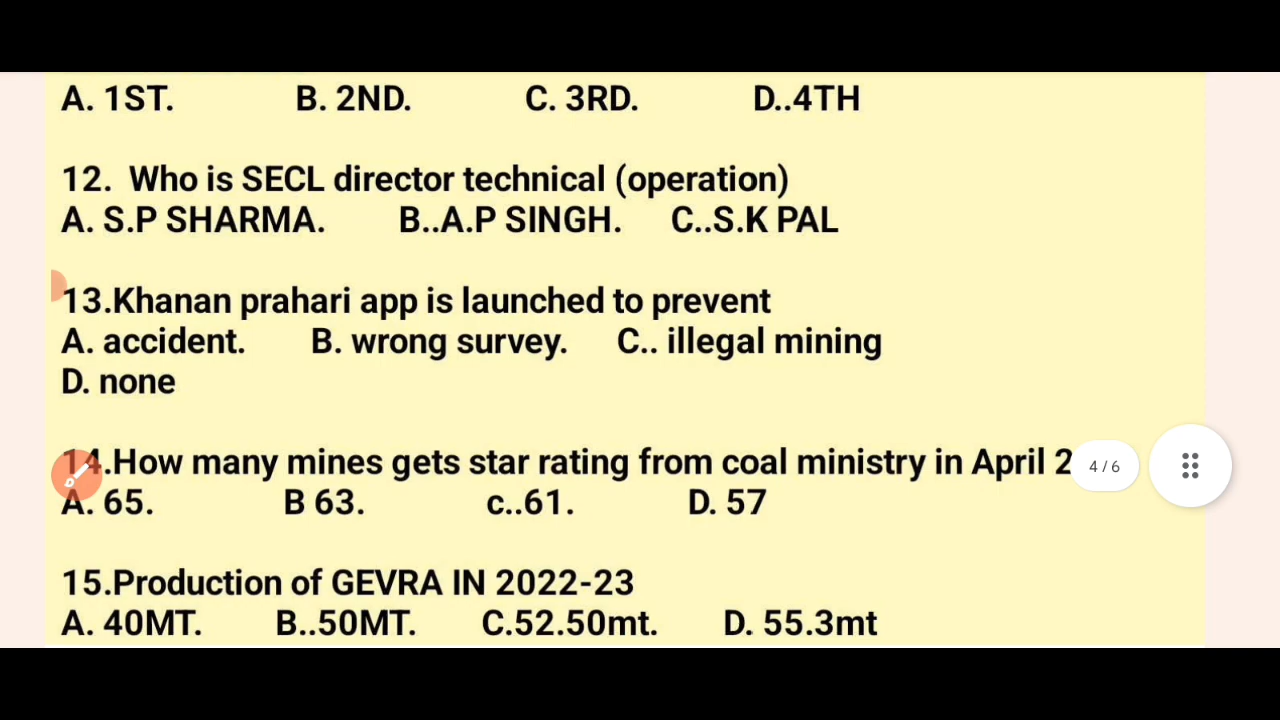 A. 1ST. B. 2ND. C. 3RD. D..4TH
12. Who is SECL director technical (operation)
A. S.P SHARMA. B..A.P SINGH. C..S.K PAL
13.Khanan prahari app is launched to prevent
A. accident. B. wrong survey. C.. illegal mining
D. none
14.How many mines gets star rating from coal ministry in April 2
4 / 6
A. 65. B 63. c..61. D. 57
15.Production of GEVRA IN 2022-23
A. 40MT. B..50MT. C.52.50mt. D. 55.3mt